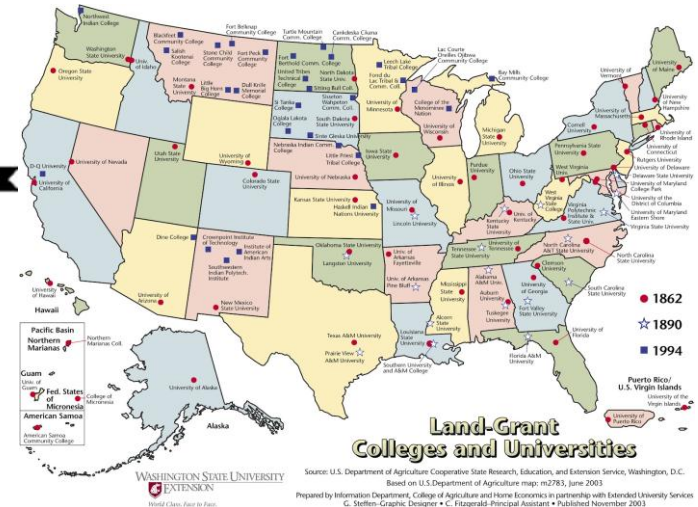 Northwest
Indian College
Washington
State University
Univ.
of Idaho
Oregon State
University
Blackfeet
Community College
Salish
Kootenai
College
Fort Belknap
Community College
Stone Child
Community
College
Fort Peck
Community
College
Montana
State
University
Little
Big Horn
College
Dull Knife
Memorial
College
Turtle Mountain
Comm. College
Cankdeska Cikana
Comm. College
Fort
Berthold Comm. College
United Tribes
Technical
College
North Dakota
State Univ.
Sitting Bull Coll.
Si Tanka
College
Sisseton
Wahpeton
Comm. Coll.
Oglala Lakota
College
South Dakota
State
University
Sinte Gleska University
Nebraska Indian Comm.
College
Little Priest
Tribal College
Leech Lake
Tribal College
Fond du
Lac Tribal &
Comm. Coll.
University of
Minnesota
Lac Courte
Oreilles Ojibwa
Community College
College of the
Menominee
Nation
University of
Wisconsin
Bay Mills
Community College
Michigan
State
University
D-Q University
University of
California
University of Nevada
Utah State
University
University of
Wyoming
Colorado State
University
University of Nebraska
Kansas State University
Haskell Indian
Nations University
Iowa State
University
University of
Missouri
Lincoln University
University
of Illinois
Purdue
University
Ohio State
University
Kentucky
State
University
Univ. of
Kentucky
West
Virginia
State
College
West Virginia
Univ.
Virginia
Polytechnic
Institute &
State Univ.
Pennsylvania State
University
Cornell
University
University of
Vermont
University of Maine
University of
New
Hampshire
University of
Massachusetts
University of
Rhode Island
University of
Connecticut
Rutgers University
University of Delaware
Delaware State University
University of Maryland
College Park
University of the
District of Columbia
University of Maryland
Eastern Shore
Virginia State University
North Carolina
A&T State University
North Carolina
State University
South Carolina
State University
Clemson
University
University
of Georgia
Fort Valley
State University
University of
Florida
Florida A&M
University
Tennessee State
University
University of
Tennessee
Alabama
A&M
University
Auburn
University
Tuskegee
University
Mississippi
State
University
Alcorn
State
University
Louisiana
State
University
Southern University
and A&M College
Univ. of
Arkansas
Fayetteville
Univ. of Arkansas
Pine Bluff
Oklahoma State University
Langston University
Texas A&M University
Prairie View
A&M University
Diné College
Crownpoint Institute
of Technology
Institute of
American
Indian Arts
Southwestern
Indian Polytech.
Institute
New Mexico
State University
University of
Arizona
University
of Hawaii
Hawaii
Pacific Basin
Northern
Marianas
Northern
Marianas Coll.
Guam
Univ. of
Guam
Fed. States
of
Micronesia
College of
Micronesia
American Samoa
American Samoa
Community College
University of Alaska
Alaska
1862
1890
1994
Puerto Rico/
U.S. Virgin Islands
University of the
Virgin Islands
University of
Puerto Rico
Land-Grant
Colleges and Universities
WASHINGTON STATE UNIVERSITY
EXTENSION
World Class. Face to Face.
Source: U.S. Department of Agriculture Cooperative State Research, Education, and Extension Service, Washington, D.C.
Based on U.S.Department of Agriculture map: m2783, June 2003
Prepared by Information Department, College of Agriculture and Home Economics in partnership with Extended University Services
G. Steffen–Graphic Designer • C. Fitzgerald–Principal Assistant • Published November 2003